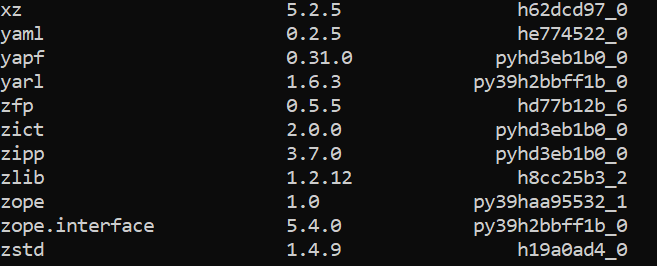 xz 5.2.5 h62dcd97_0
yaml 0.2.5 he774522_0
yapf 0.31.0 pyhd3eb1b0_0
yarl 1.6.3 py39h2bbff1b_0
zfp 0.5.5 hd77b12b_6
zict 2.0.0 pyhd3eb1b0_0
zipp 3.7.0 pyhd3eb1b0_0
zlib 1.2.12 h8cc25b3_2
zope 1.0 py39haa95532_1
zope.interface 5.4.0 py39h2bbff1b_0
zstd 1.4.9 h19a0ad4_0